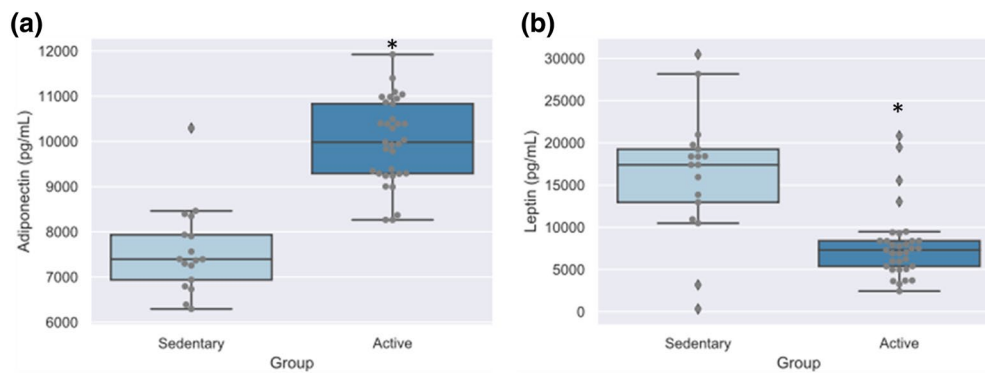 (a)
*
12000
11000
10000
9000
8000
7000
6000
Adiponectin (pg/mL)
Sedentary Active
Group
(b)
*
30000
25000
20000
15000
10000
5000
0
Leptin (pg/mL)
Sedentary Active
Group